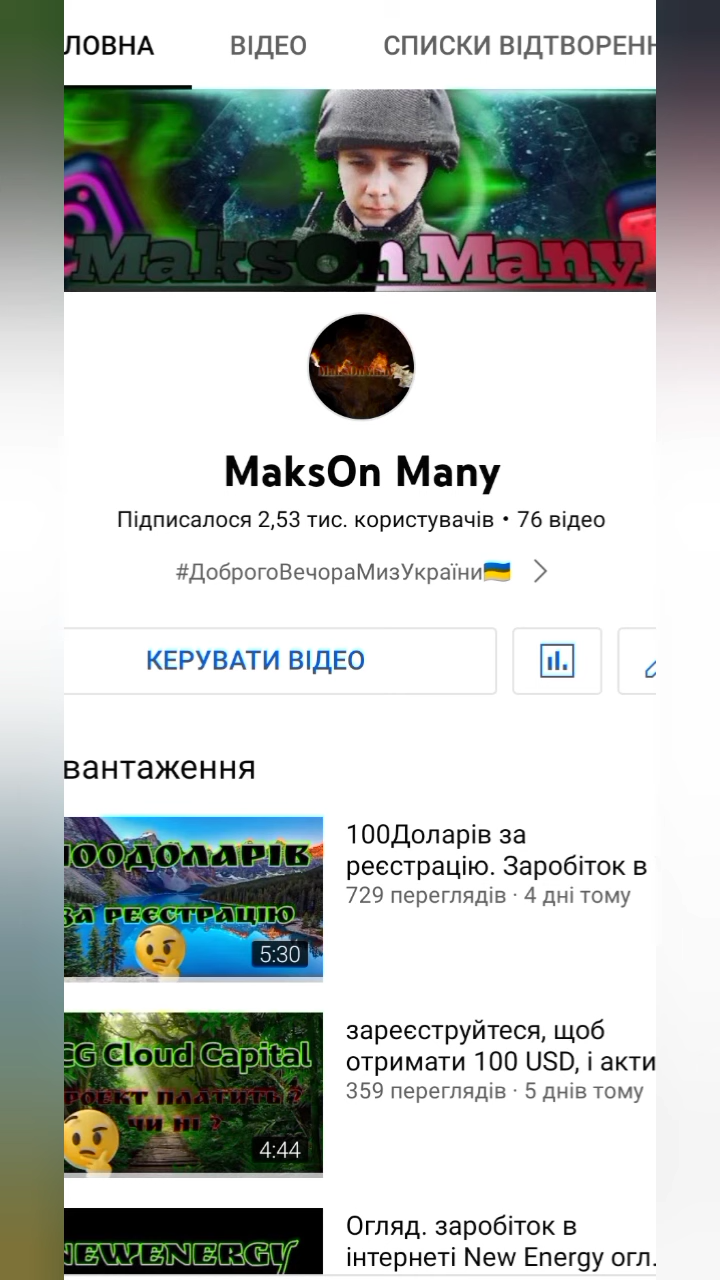 ЛОВНА ВІДЕО СПИСКИ ВІДТВОРЕНН
MaksOn Many
MaksOnMany
MaksOn Many
Підписалося 2,53 тис. користувачів • 76 відео
#ДоброгоВечораМизУкраїни🇺🇦
КЕРУВАТИ ВІДЕО
вантаження
100ДОЛАРІВ
ЗА РЕЄСТРАЦІЮ
5:30
100Доларів за
реєстрацію. Заробіток в
729 переглядів · 4 дні тому
CG Cloud Capital
РОЕКТ ПЛАТИТЬ ?
ЧИ НІ ?
4:44
зареєструйтеся, щоб
отримати 100 USD, і акти
359 переглядів · 5 днів тому
NEWENERGY
Огляд. заробіток в
інтернеті New Energy огл.